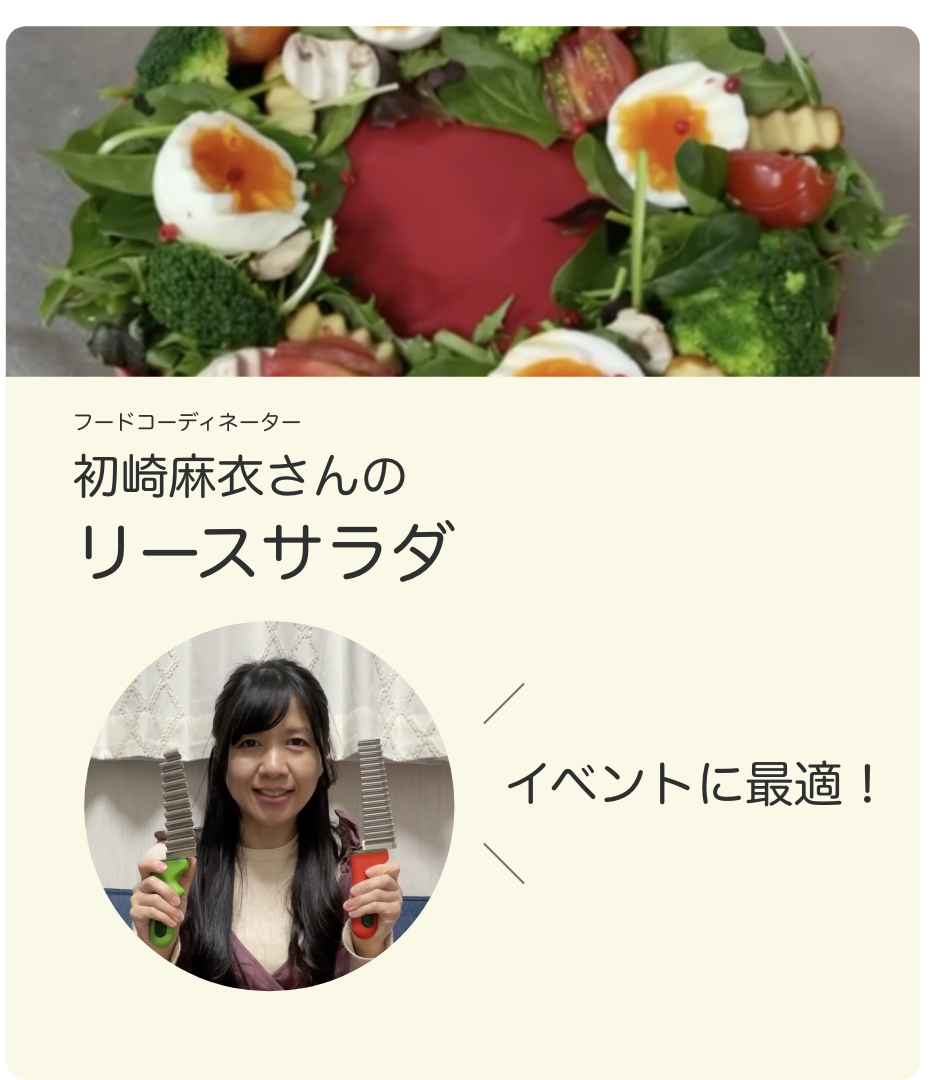 フードコーディネーター
初崎麻衣さんの
リースサラダ
イベントに最適！